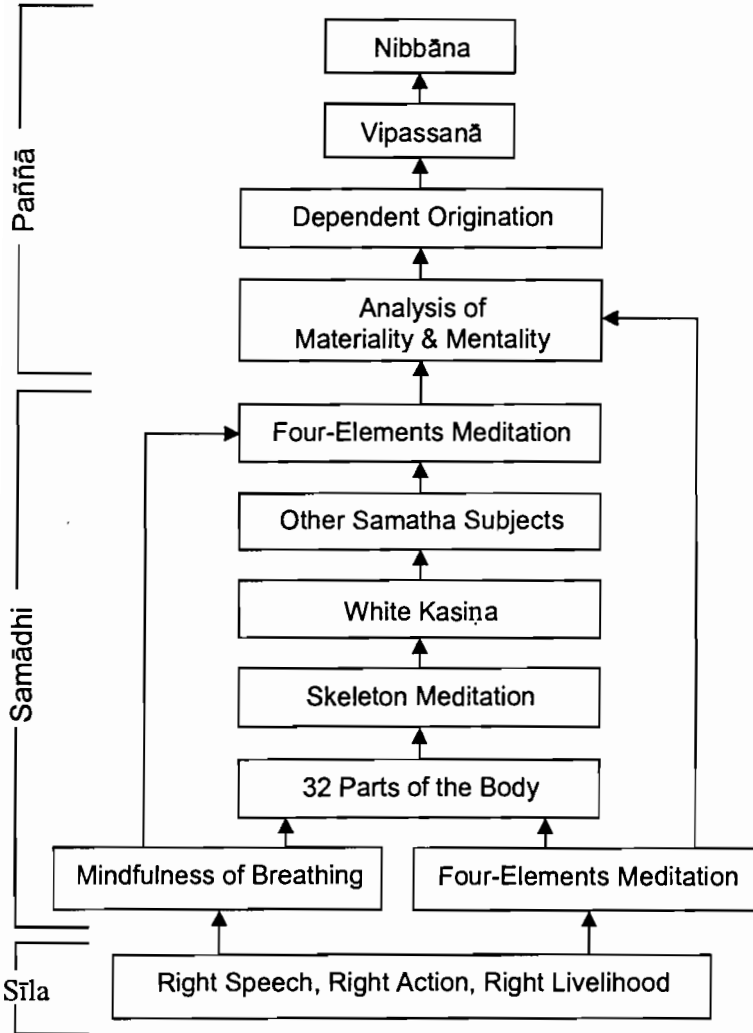 Nibbāna
Vipassanā
Dependent Origination
Analysis of
Materiality & Mentality
Paññā
Four-Elements Meditation
Other Samatha Subjects
White Kasiṇa
Skeleton Meditation
32 Parts of the Body
Mindfulness of Breathing
Four-Elements Meditation
Samādhi
Right Speech, Right Action, Right Livelihood
Sīla